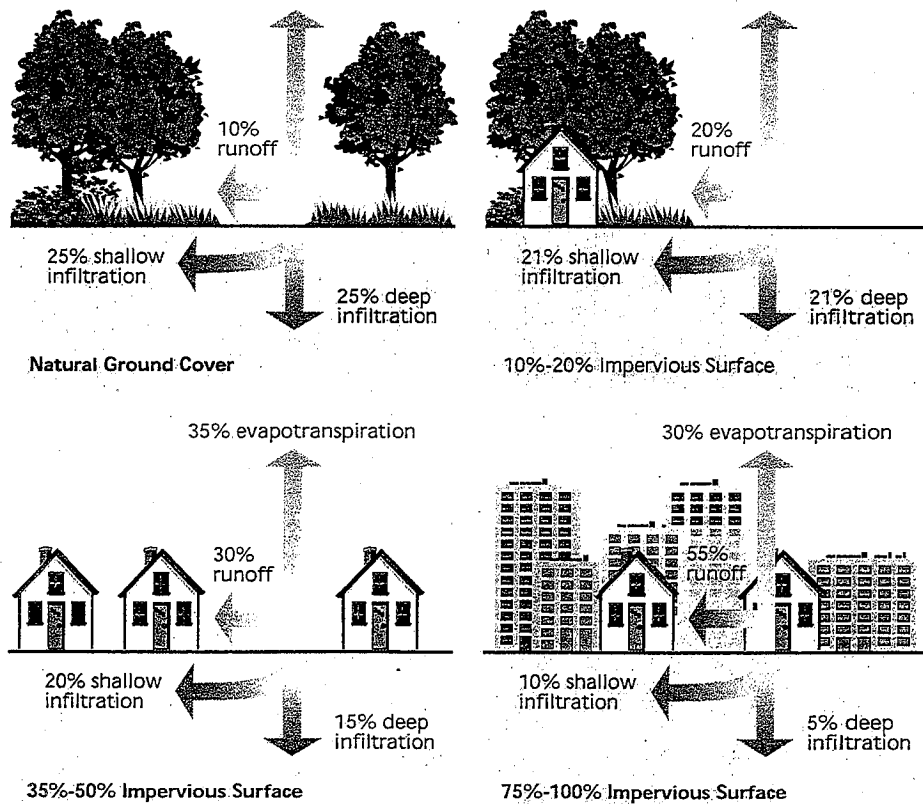 10%
runoff
25% shallow
infiltration
25% deep
infiltration
Natural Ground Cover
20%
runoff
21% shallow
infiltration
21% deep
infiltration
10%-20% Impervious Surface
35% evapotranspiration
30%
runoff
20% shallow
infiltration
15% deep
infiltration
35%-50% Impervious Surface
30% evapotranspiration
55%
runoff
10% shallow
infiltration
5% deep
infiltration
75%-100% Impervious Surface